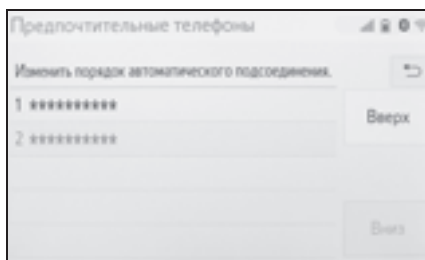 Предпочтительные телефоны
Изменить порядок автоматического подсоединения.
1 **********
Вверх
2 **********
Вниз